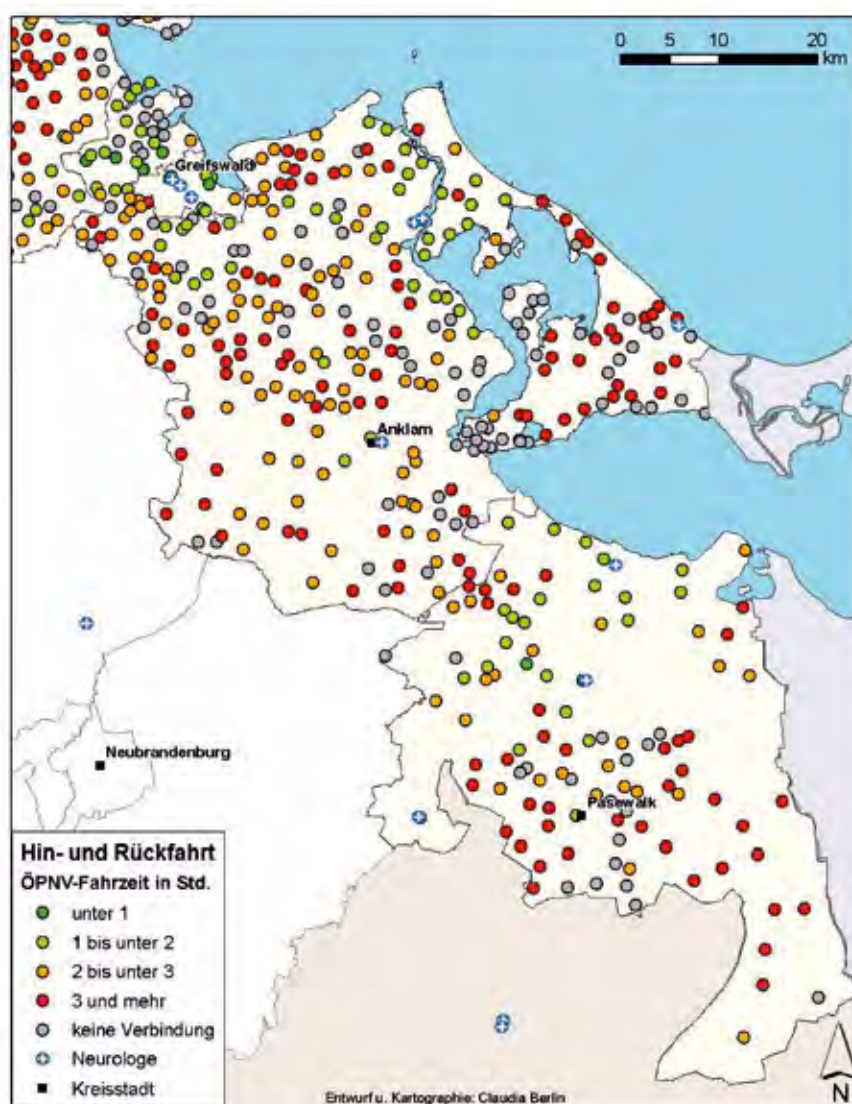 0 5 10 20
km
Greifswald
Anklam
Neubrandenburg
Pasewalk
Hin- und Rückfahrt
ÖPNV-Fahrzeit in Std.
unter 1
1 bis unter 2
2 bis unter 3
3 und mehr
keine Verbindung
Neurologe
Kreisstadt
Entwurf u. Kartographie: Claudia Berlin
N